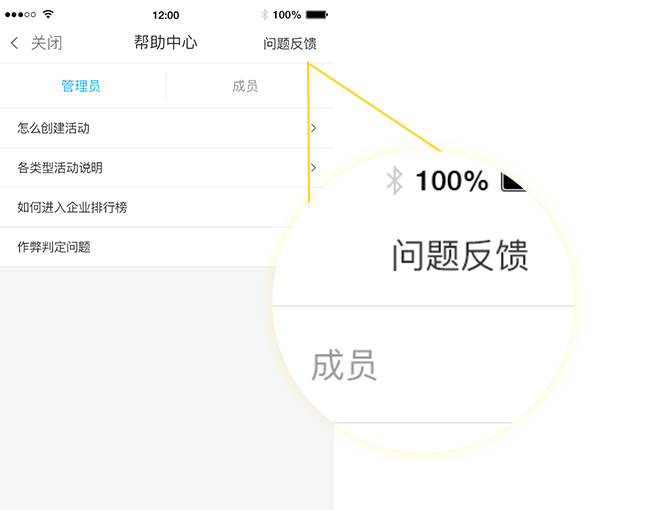 12:00 100%
关闭 帮助中心 问题反馈
管理员 成员
怎么创建活动
各类型活动说明
如何进入企业排行榜
作弊判定问题
100%
问题反馈
成员